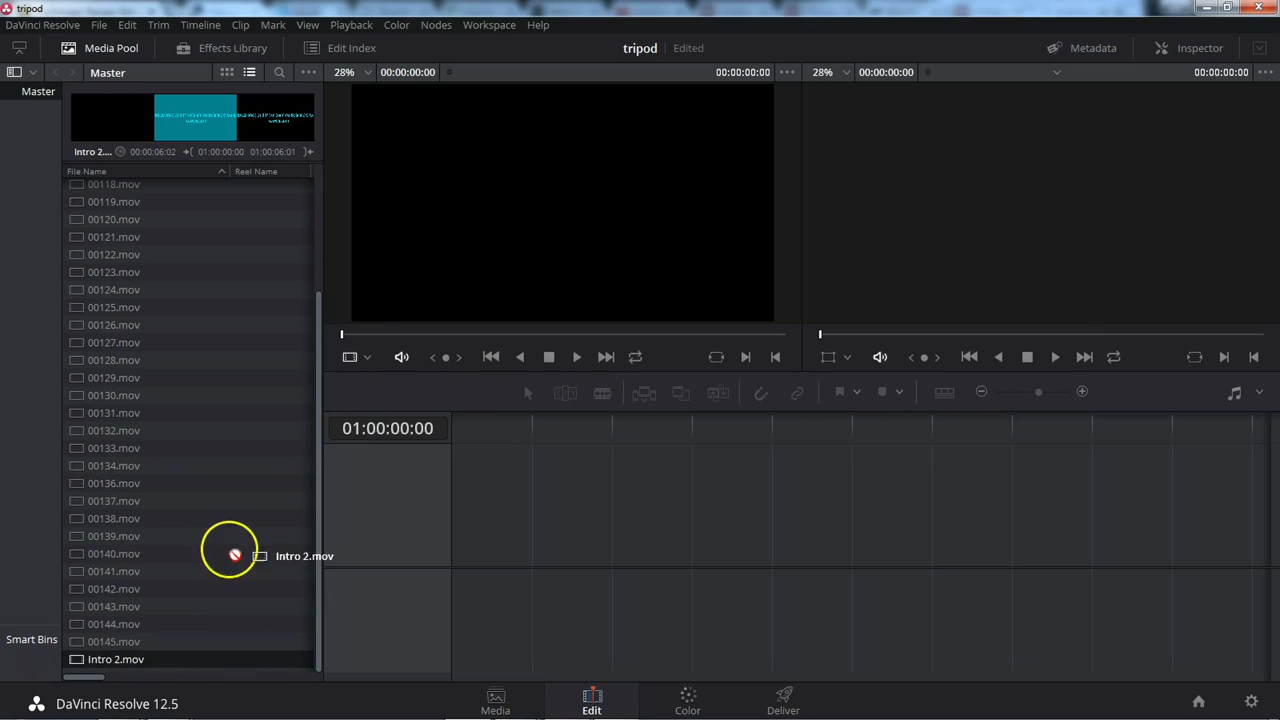 tripod
DaVinci Resolve File Edit Trim Timeline Clip Mark View Playback Color Nodes Workspace Help
Media Pool Effects Library Edit Index tripod Edited Metadata Inspector
Master 28% 00:00:00:00 00:00:00:00 28% 00:00:00:00 00:00:00:00
Master
Intro 2.... 00:00:06:02 01:00:00:00 01:00:06:01
File Name Reel Name
00118.mov
00119.mov
00120.mov
00121.mov
00122.mov
00123.mov
00124.mov
00125.mov
00126.mov
00127.mov
00128.mov
00129.mov
00130.mov
00131.mov
00132.mov
00133.mov
00134.mov
00136.mov
00137.mov
00138.mov
00139.mov
00140.mov
00141.mov
00142.mov
00143.mov
00144.mov
00145.mov
Intro 2.mov
Intro 2.mov
01:00:00:00
Smart Bins
DaVinci Resolve 12.5 Media Edit Color Deliver